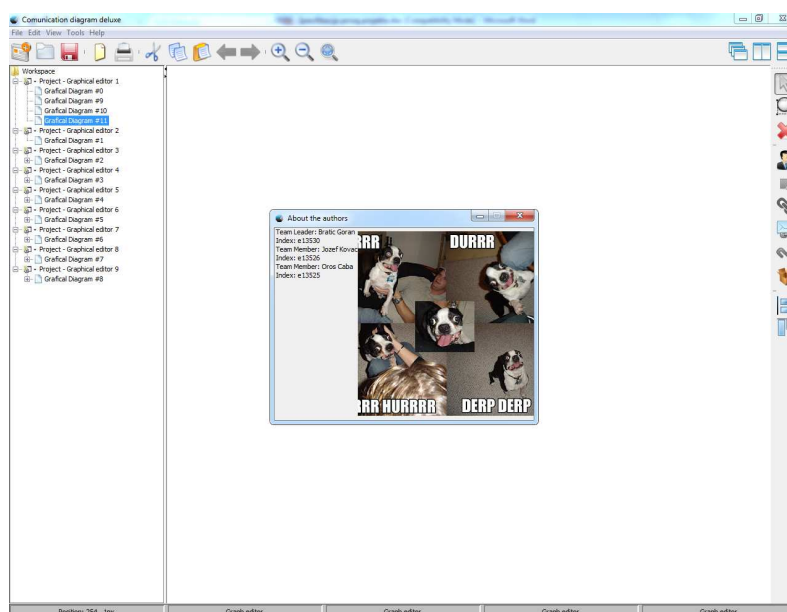 Comunication diagram deluxe
File Edit View Tools Help
Workspace
Project - Graphical editor 1
Grafical Diagram #0
Grafical Diagram #9
Grafical Diagram #10
Grafical Diagram #11
Project - Graphical editor 2
Grafical Diagram #1
Project - Graphical editor 3
Grafical Diagram #2
Project - Graphical editor 4
Grafical Diagram #3
Project - Graphical editor 5
Grafical Diagram #4
Project - Graphical editor 6
Grafical Diagram #5
Project - Graphical editor 7
Grafical Diagram #6
Project - Graphical editor 8
Grafical Diagram #7
Project - Graphical editor 9
Grafical Diagram #8
About the authors
Team Leader: Bratic Goran
Index: e13530
Team Member: Jozef Kovac
Index: e13526
Team Member: Oros Caba
Index: e13525
RRR DURRR
RRR HURRR DERP DERP
Graph editor Graph editor Graph editor Graph editor